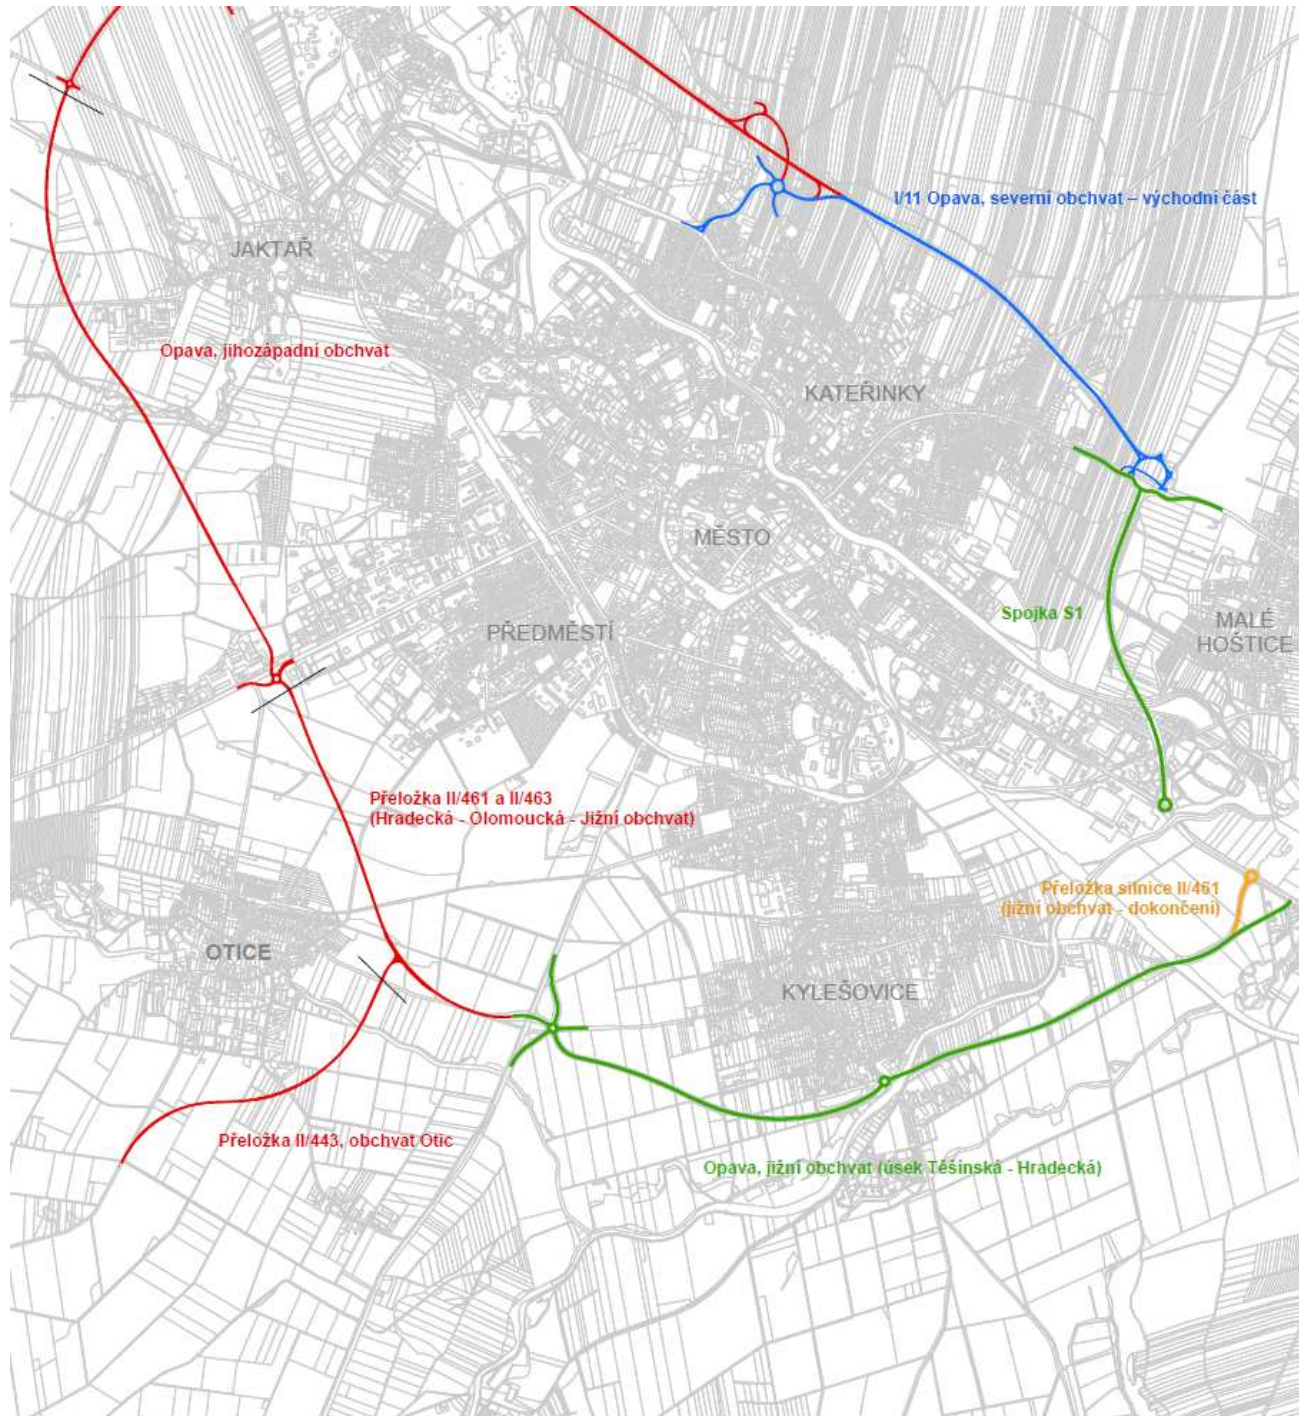 I/11 Opava, severní obchvat – východní část
JAKTAŘ
Opava, jihozápadní obchvat
KATEŘINKY
MĚSTO
Spojka S1
MALÉ
HOŠTICE
PŘEDMĚSTÍ
Přeložka II/461 a II/463
(Hradecká - Olomoucká - Jižní obchvat)
Přeložka silnice II/461
(jižní obchvat - dokončení)
OTICE
KYLEŠOVICE
Přeložka II/443, obchvat Otic
Opava, jižní obchvat (úsek Těšínská - Hradecká)